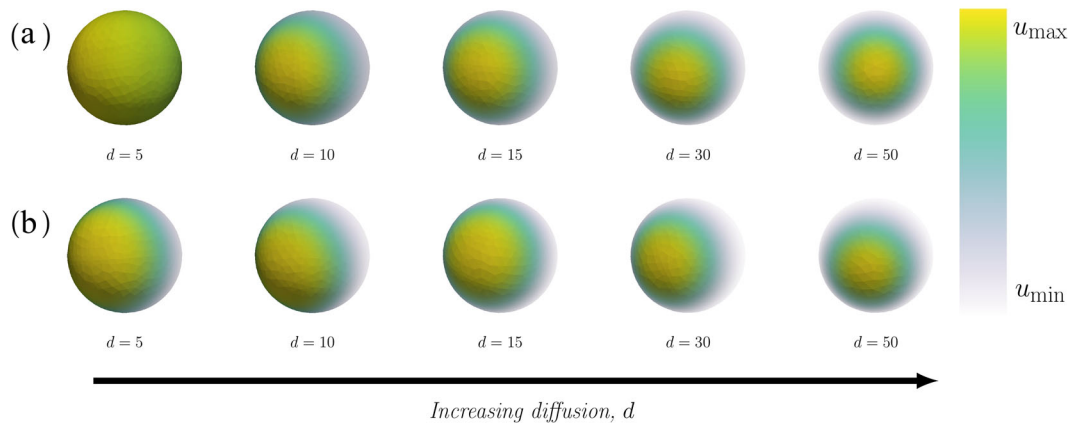 (a)
u_max
d = 5
d = 10
d = 15
d = 30
d = 50
(b)
u_min
d = 5
d = 10
d = 15
d = 30
d = 50
Increasing diffusion, d